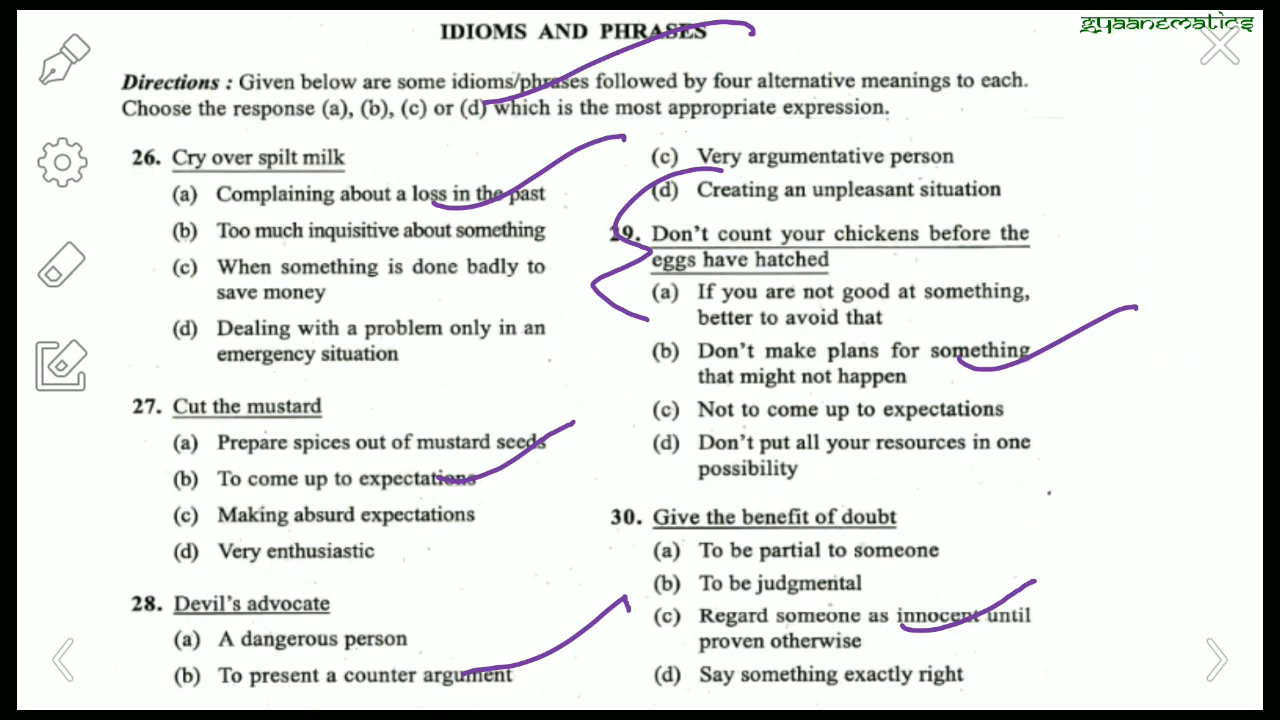 GYAANEMATICS
IDIOMS AND PHRASES
Directions : Given below are some idioms/phrases followed by four alternative meanings to each.
Choose the response (a), (b), (c) or (d) which is the most appropriate expression.
26. Cry over spilt milk
(a) Complaining about a loss in the past
(b) Too much inquisitive about something
(c) When something is done badly to
save money
(d) Dealing with a problem only in an
emergency situation
27. Cut the mustard
(a) Prepare spices out of mustard seeds
(b) To come up to expectations
(c) Making absurd expectations
(d) Very enthusiastic
28. Devil's advocate
(a) A dangerous person
(b) To present a counter argument
(c) Very argumentative person
(d) Creating an unpleasant situation
29. Don't count your chickens before the
eggs have hatched
(a) If you are not good at something,
better to avoid that
(b) Don't make plans for something
that might not happen
(c) Not to come up to expectations
(d) Don't put all your resources in one
possibility
30. Give the benefit of doubt
(a) To be partial to someone
(b) To be judgmental
(c) Regard someone as innocent until
proven otherwise
(d) Say something exactly right